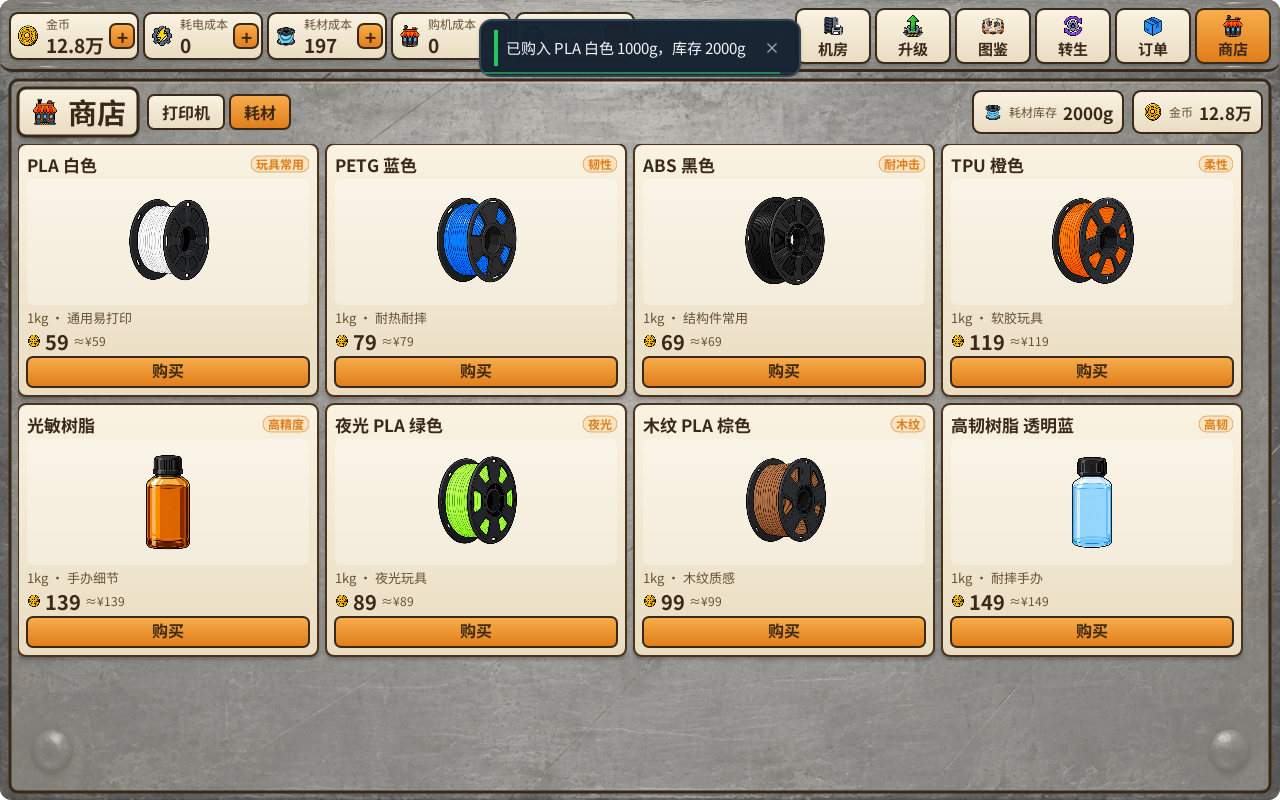 金币
12.8万 +
耗电成本
0 +
耗材成本
197 +
购机成本
0
已购入 PLA 白色 1000g，库存 2000g ×
机房
升级
图鉴
转生
订单
商店
商店
打印机
耗材
耗材库存 2000g
金币 12.8万
PLA 白色 玩具常用
1kg · 通用易打印
59 ≈¥59
购买
PETG 蓝色 韧性
1kg · 耐热耐摔
79 ≈¥79
购买
ABS 黑色 耐冲击
1kg · 结构件常用
69 ≈¥69
购买
TPU 橙色 柔性
1kg · 软胶玩具
119 ≈¥119
购买
光敏树脂 高精度
1kg · 手办细节
139 ≈¥139
购买
夜光 PLA 绿色 夜光
1kg · 夜光玩具
89 ≈¥89
购买
木纹 PLA 棕色 木纹
1kg · 木纹质感
99 ≈¥99
购买
高韧树脂 透明蓝 高韧
1kg · 耐摔手办
149 ≈¥149
购买